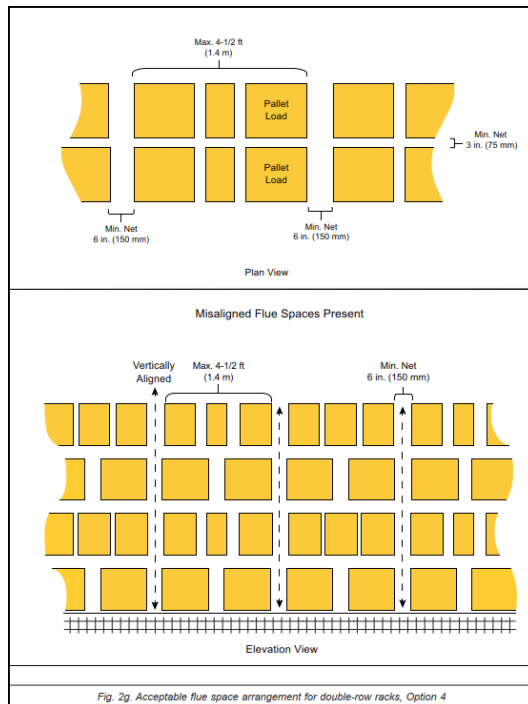 Max. 4-1/2 ft
(1.4 m)
Pallet
Load
Min. Net
3 in. (75 mm)
Pallet
Load
Min. Net
6 in. (150 mm)
Min. Net
6 in. (150 mm)
Plan View
Misaligned Flue Spaces Present
Vertically
Aligned
Max. 4-1/2 ft
(1.4 m)
Min. Net
6 in. (150 mm)
Elevation View
Fig. 2g. Acceptable flue space arrangement for double-row racks, Option 4